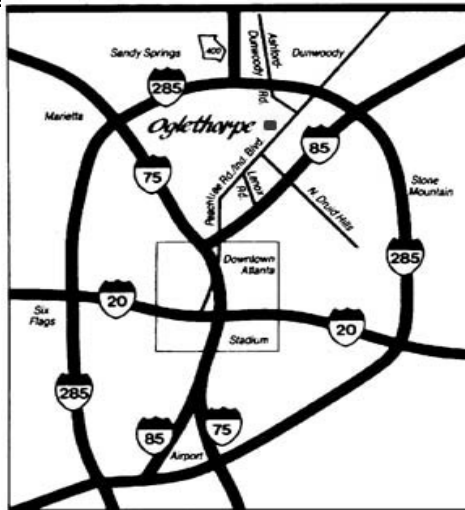 Sandy Springs
400
Ashford-
Dunwoody
Rd.
Dunwoody
285
Marietta
Oglethorpe
85
75
Peachtree Rd./Ind. Blvd.
Lenox
Rd.
N. Druid Hills
Stone
Mountain
285
Downtown
Atlanta
20
Six
Flags
Stadium
20
285
85
75
Airport